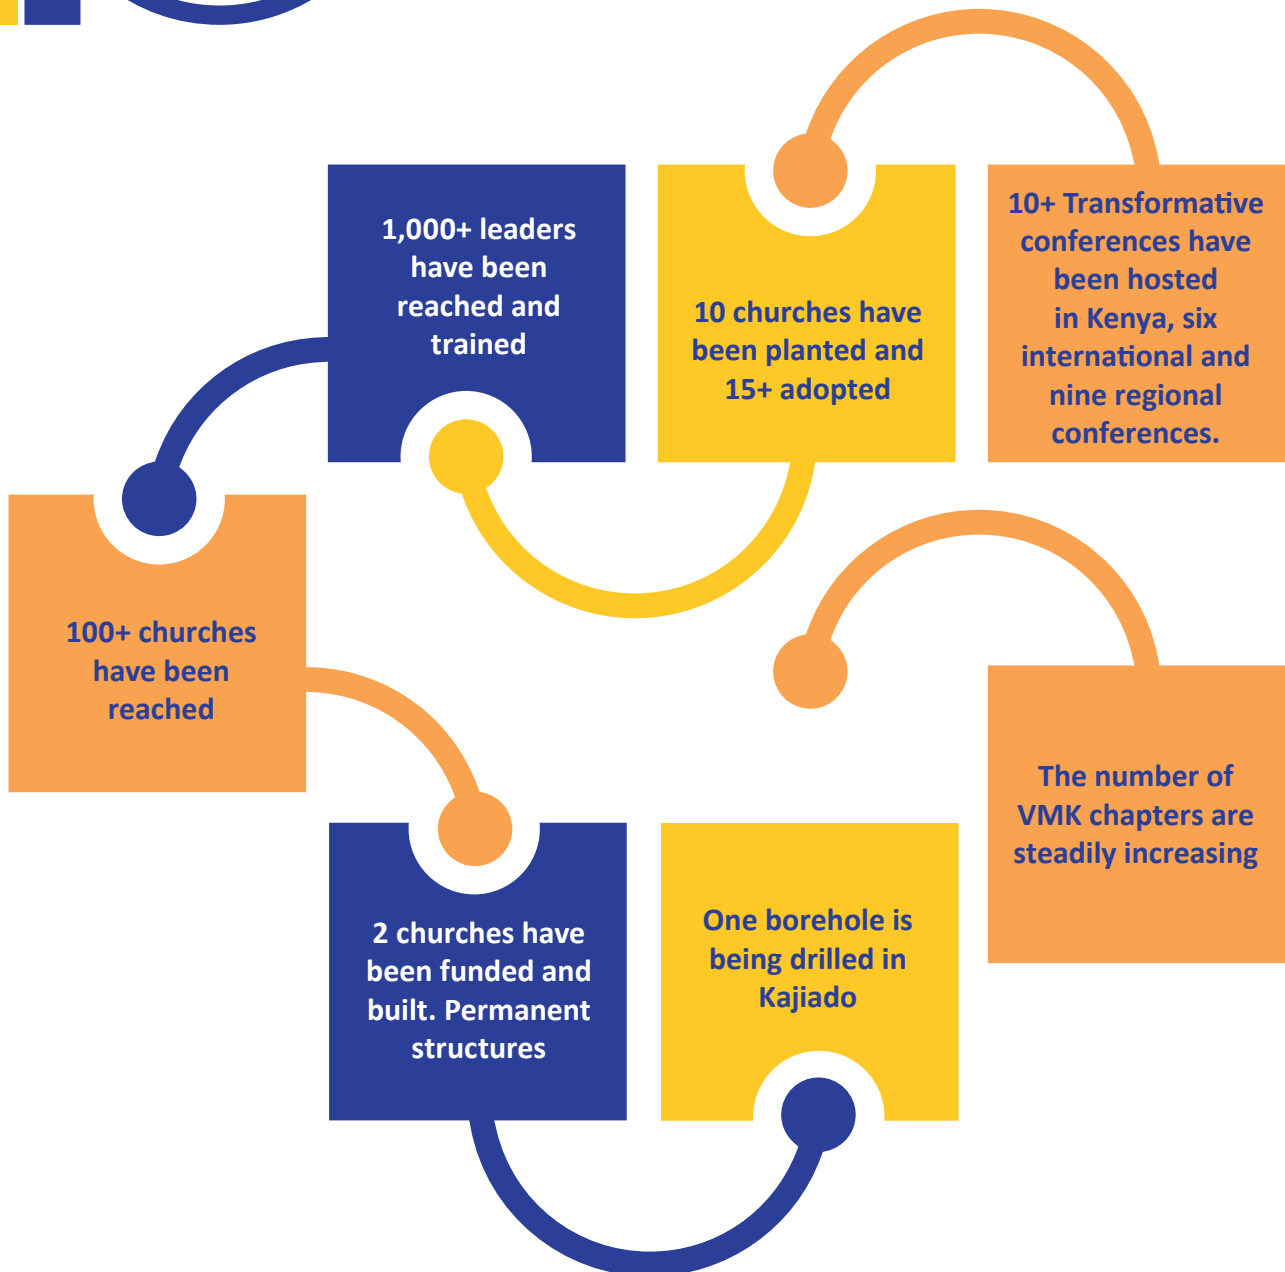 1,000+ leaders
have been
reached and
trained
10 churches have
been planted and
15+ adopted
10+ Transformative
conferences have
been hosted
in Kenya, six
international and
nine regional
conferences.
100+ churches
have been
reached
2 churches have
been funded and
built. Permanent
structures
One borehole is
being drilled in
Kajiado
The number of
VMK chapters are
steadily increasing